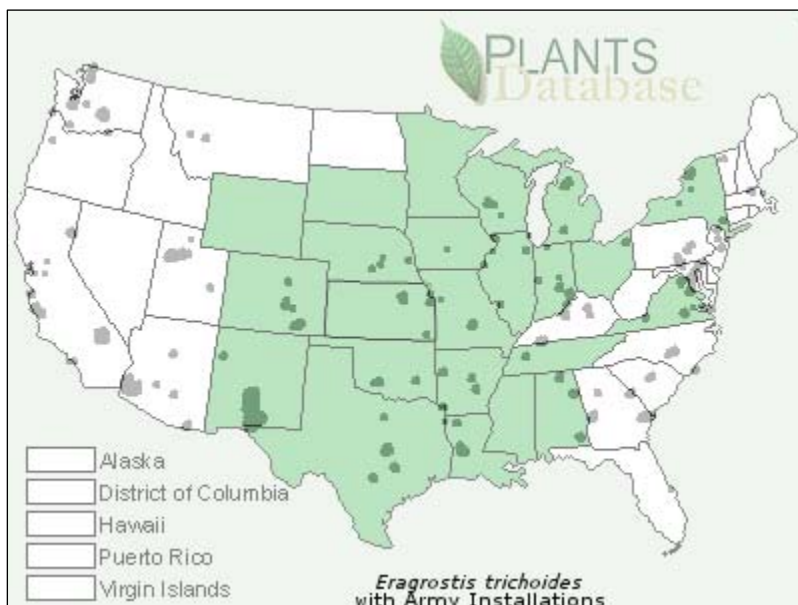 PLANTS
Database
Alaska
District of Columbia
Hawaii
Puerto Rico
Virgin Islands
Eragrostis trichoides
with Army Installations